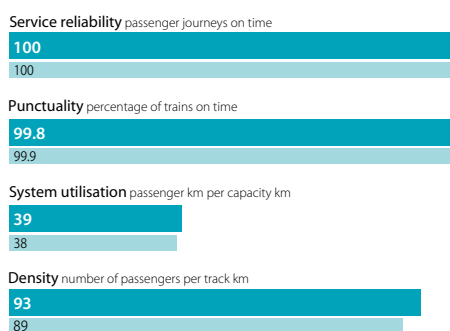 Service reliability passenger journeys on time
100
100
Punctuality percentage of trains on time
99.8
99.9
System utilisation passenger km per capacity km
39
38
Density number of passengers per track km
93
89